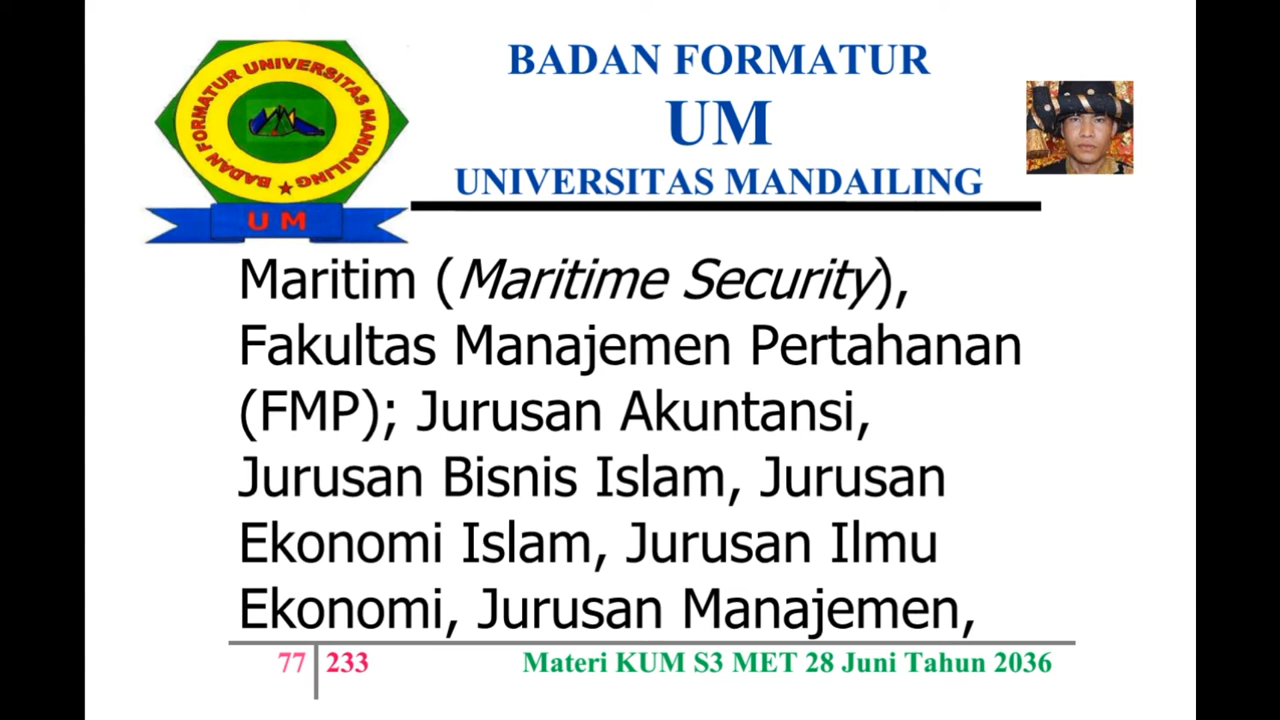 BADAN FORMATUR UNIVERSITAS MANDAILING
U M
BADAN FORMATUR
UM
UNIVERSITAS MANDAILING
Maritim (Maritime Security),
Fakultas Manajemen Pertahanan
(FMP); Jurusan Akuntansi,
Jurusan Bisnis Islam, Jurusan
Ekonomi Islam, Jurusan Ilmu
Ekonomi, Jurusan Manajemen,
77 233 Materi KUM S3 MET 28 Juni Tahun 2036